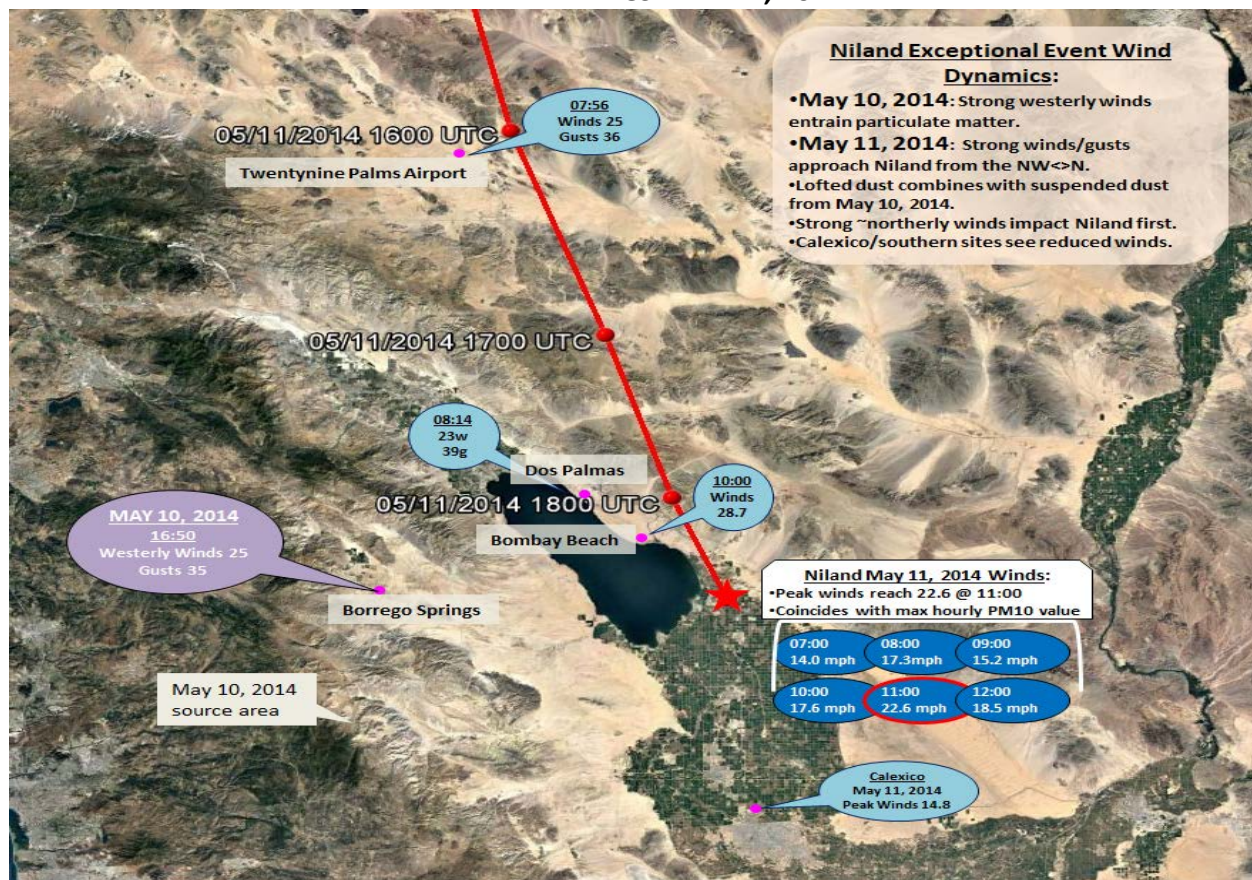 Niland Exceptional Event Wind
Dynamics:
•May 10, 2014: Strong westerly winds
entrain particulate matter.
•May 11, 2014: Strong winds/gusts
approach Niland from the NW<>N.
•Lofted dust combines with suspended dust
from May 10, 2014.
•Strong ~northerly winds impact Niland first.
•Calexico/southern sites see reduced winds.
07:56
Winds 25
Gusts 36
05/11/2014 1600 UTC
Twentynine Palms Airport
05/11/2014 1700 UTC
08:14
23w
39g
Dos Palmas
05/11/2014 1800 UTC
10:00
Winds
28.7
Bombay Beach
MAY 10, 2014
16:50
Westerly Winds 25
Gusts 35
Borrego Springs
Niland May 11, 2014 Winds:
•Peak winds reach 22.6 @ 11:00
•Coincides with max hourly PM10 value
07:00
14.0 mph
08:00
17.3mph
09:00
15.2 mph
10:00
17.6 mph
11:00
22.6 mph
12:00
18.5 mph
May 10, 2014
source area
Calexico
May 11, 2014
Peak Winds 14.8